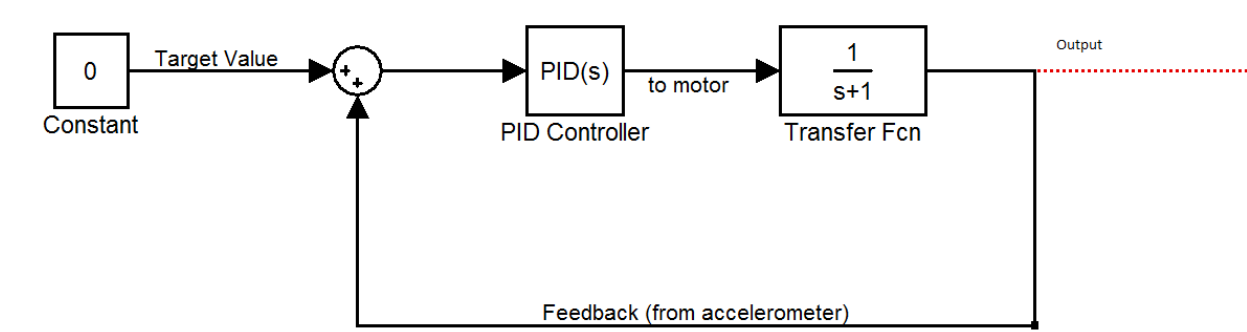 0
Constant
Target Value
+
+
PID(s)
PID Controller
to motor
1
s+1
Transfer Fcn
Output
Feedback (from accelerometer)